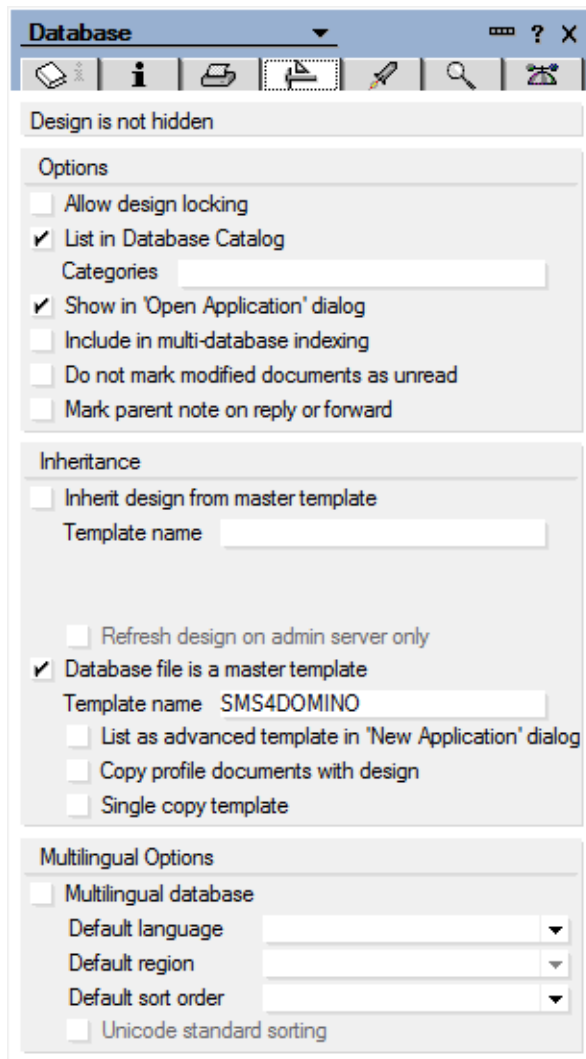 Database
? X
i
Design is not hidden
Options
Allow design locking
List in Database Catalog
Categories
Show in 'Open Application' dialog
Include in multi-database indexing
Do not mark modified documents as unread
Mark parent note on reply or forward
Inheritance
Inherit design from master template
Template name
Refresh design on admin server only
Database file is a master template
Template name SMS4DOMINO
List as advanced template in 'New Application' dialog
Copy profile documents with design
Single copy template
Multilingual Options
Multilingual database
Default language
Default region
Default sort order
Unicode standard sorting